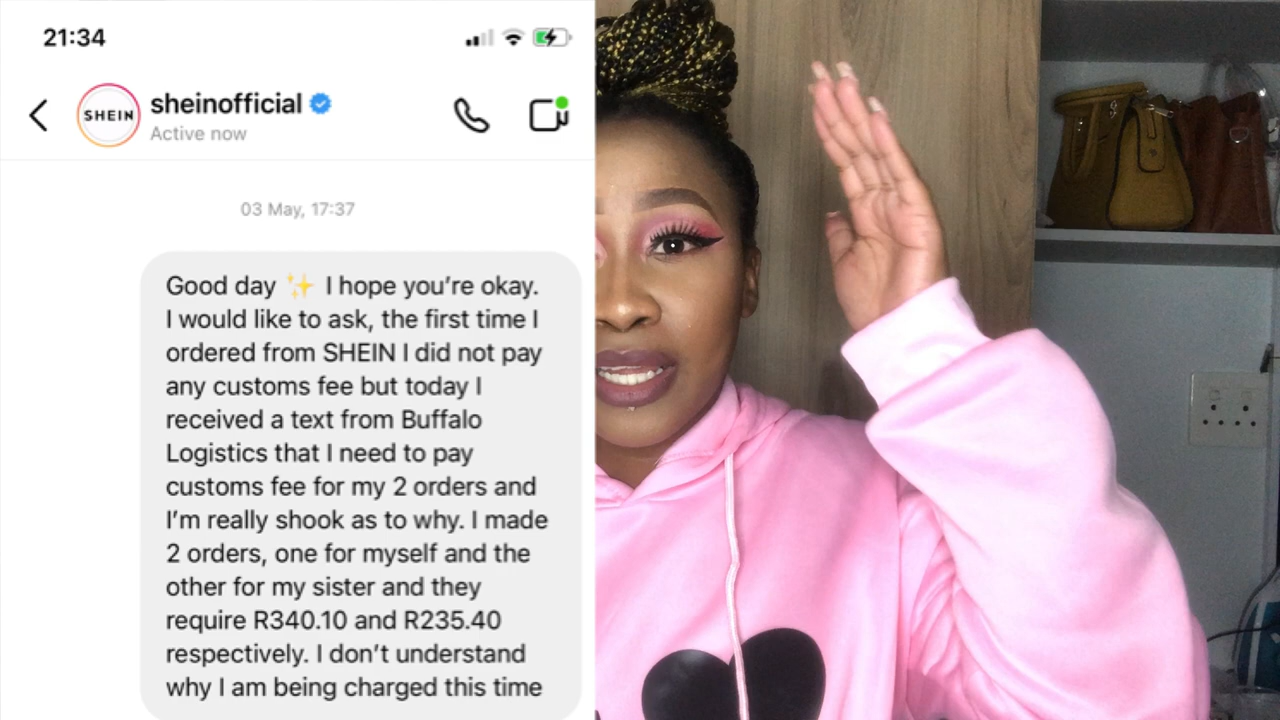 21:34
SHEIN
sheinofficial
Active now
03 May, 17:37
Good day ✨ I hope you're okay.
I would like to ask, the first time I
ordered from SHEIN I did not pay
any customs fee but today I
received a text from Buffalo
Logistics that I need to pay
customs fee for my 2 orders and
I'm really shook as to why. I made
2 orders, one for myself and the
other for my sister and they
require R340.10 and R235.40
respectively. I don't understand
why I am being charged this time